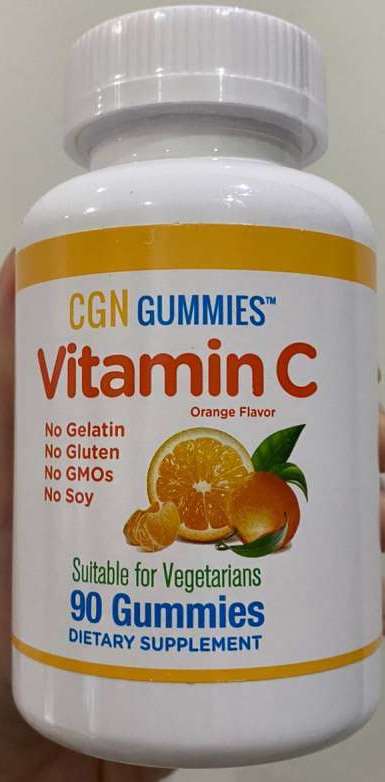 CGN GUMMIES™
Vitamin C
Orange Flavor
No Gelatin
No Gluten
No GMOs
No Soy
Suitable for Vegetarians
90 Gummies
DIETARY SUPPLEMENT